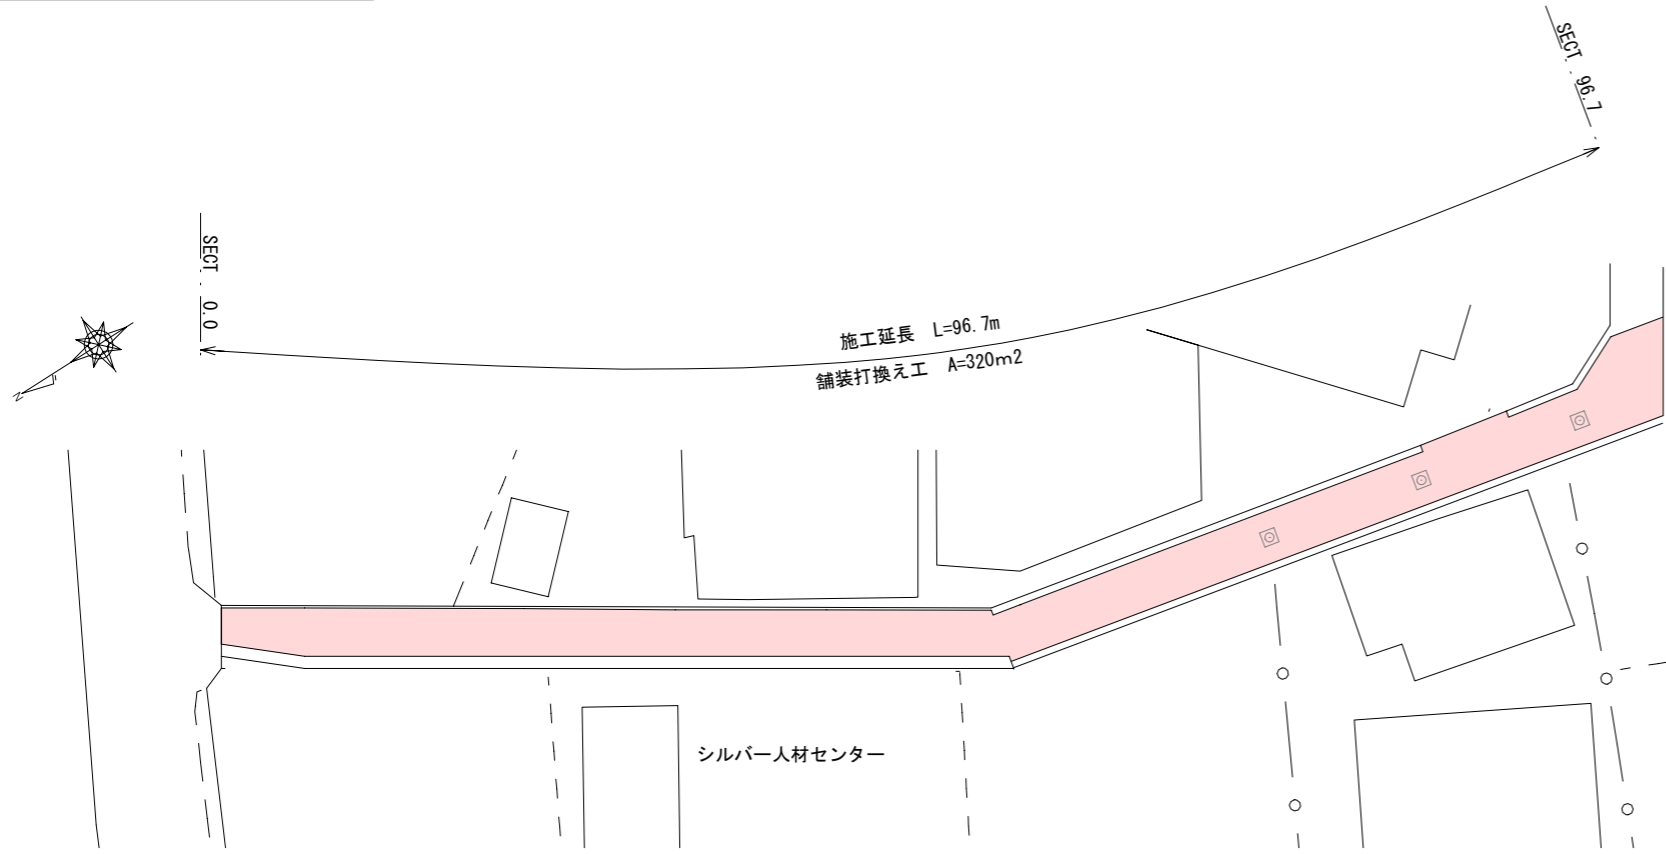 SECT . 96.7
SECT . 0.0
施工延長 L=96.7m
舗装打換え工 A=320m2
N
シルバー人材センター